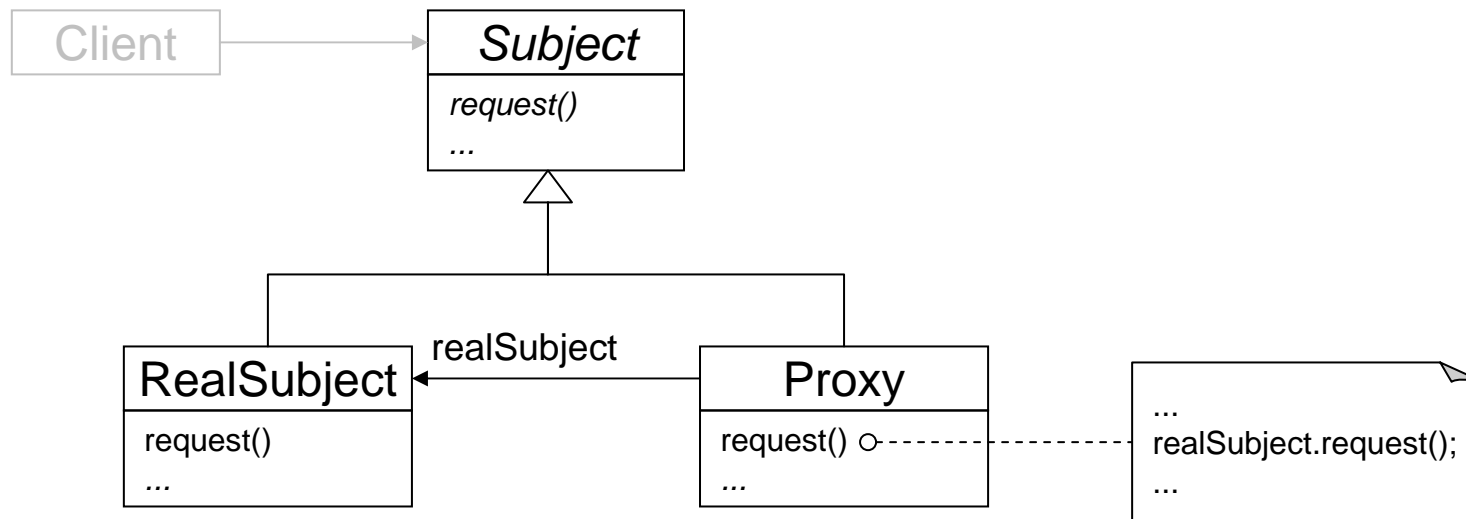 Client
Subject
request()
...
realSubject
RealSubject
request()
...
Proxy
request()
...
...
realSubject.request();
...